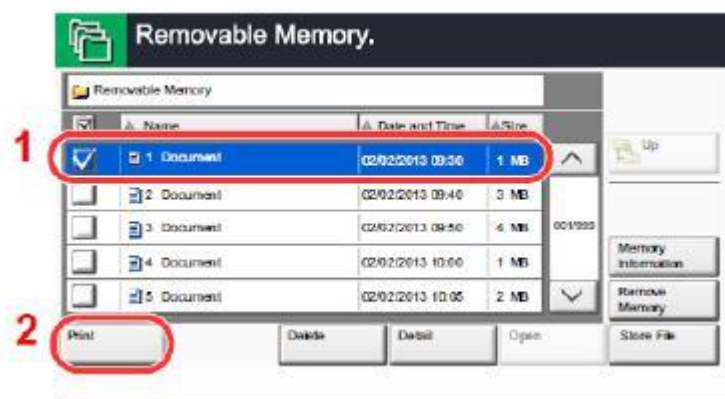 Removable Memory.
Removable Memory
Name Date and Time Size
1
1 Document 02/02/2013 09:30 1 MB
Up
2 Document 02/02/2013 09:40 3 MB
3 Document 02/02/2013 09:50 4 MB
001/999
4 Document 02/02/2013 10:00 1 MB
Memory
Information
5 Document 02/02/2013 10:05 2 MB
Remove
Memory
2
Print Delete Detail Open Store File